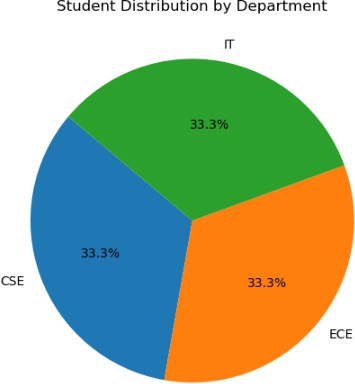 Student Distribution by Department
IT
33.3%
33.3%
CSE
33.3%
ECE